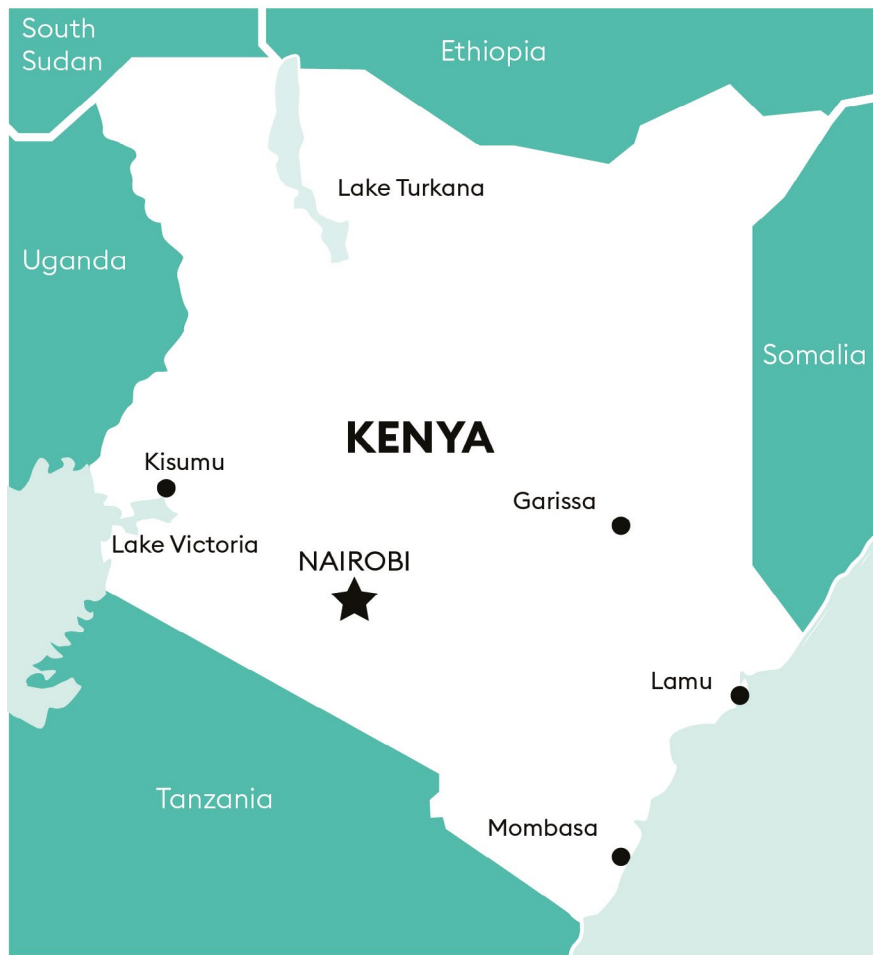 South
Sudan
Ethiopia
Lake Turkana
Uganda
Somalia
KENYA
Kisumu
Garissa
Lake Victoria
NAIROBI
Lamu
Tanzania
Mombasa